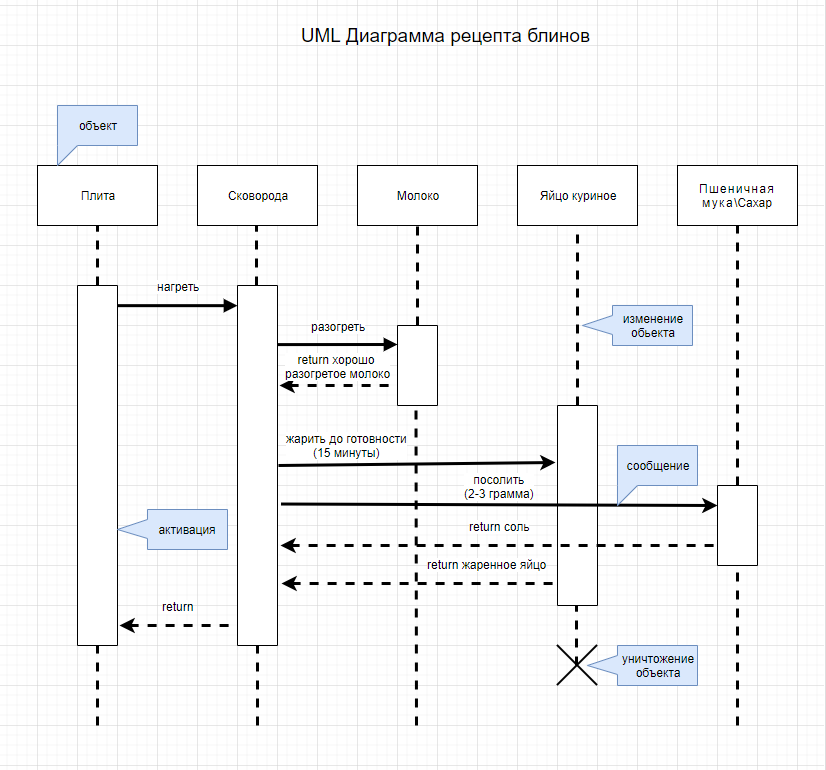 UML Диаграмма рецепта блинов
объект
Плита
Сковорода
Молоко
Яйцо куриное
Пшеничная
мука\Сахар
нагреть
разогреть
return хорошо
разогретое молоко
изменение
обьекта
жарить до готовности
(15 минуты)
сообщение
посолить
(2-3 грамма)
активация
return соль
return жаренное яйцо
return
уничтожение
объекта